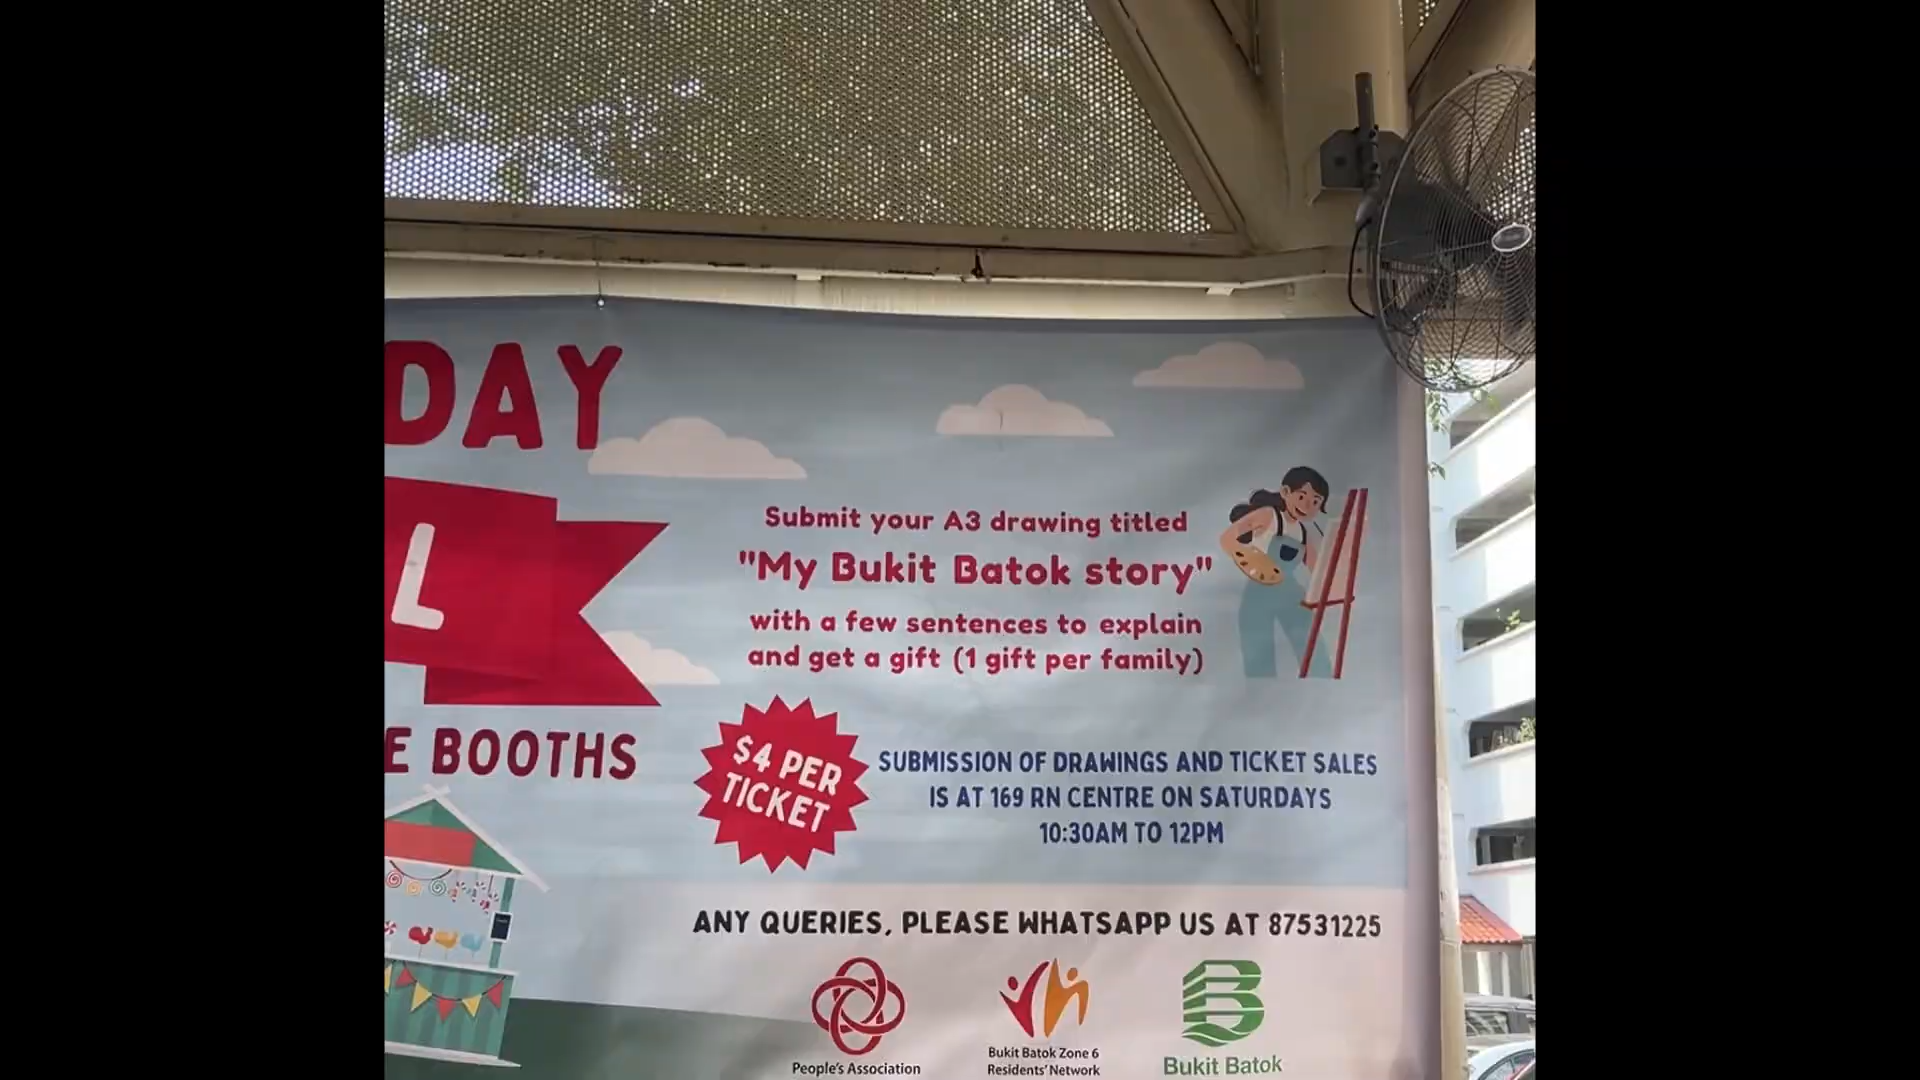 DAY
L
E BOOTHS
Submit your A3 drawing titled
"My Bukit Batok story"
with a few sentences to explain
and get a gift (1 gift per family)
$4 PER
TICKET
SUBMISSION OF DRAWINGS AND TICKET SALES
IS AT 169 RN CENTRE ON SATURDAYS
10:30AM TO 12PM
ANY QUERIES, PLEASE WHATSAPP US AT 87531225
People's Association
Bukit Batok Zone 6
Residents' Network
Bukit Batok